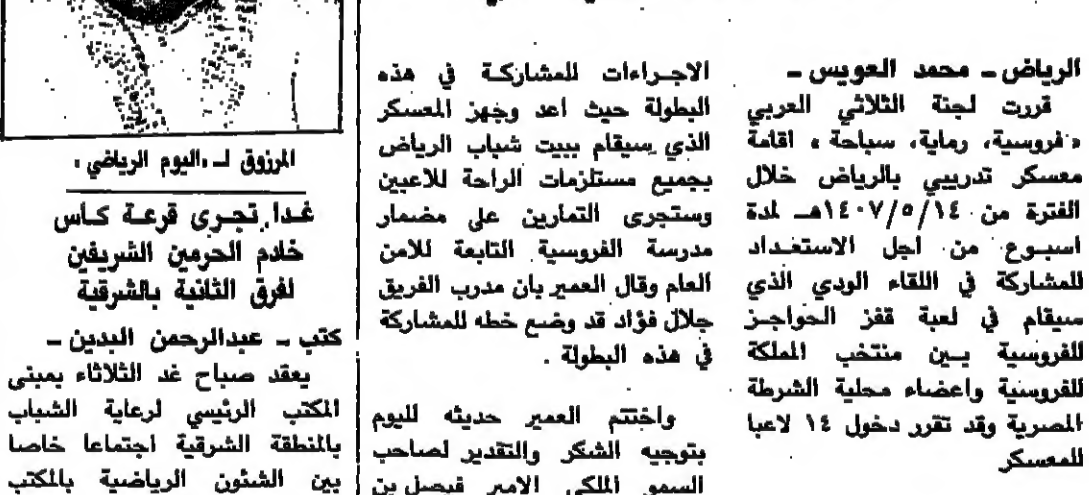 الرياض ـ محمد العويس ـ
قررت لجنة الثلاثي العربي
« فروسية، رماية، سباحة » اقامة
معسكر تدريبي بالرياض خلال
الفترة من ١٤٠٧/٥/١٤هـ لمدة
اسبوع من اجل الاستعداد
للمشاركة في اللقاء الودي الذي
سيقام في لعبة قفز الحواجز
للفروسية بين منتخب المملكة
للفروسية واعضاء محلية الشرطة
المصرية وقد تقرر دخول ١٤ لاعبا
للمعسكر
الاجراءات للمشاركة في هذه
البطولة حيث اعد وجهز المعسكر
الذي سيقام ببيت شباب الرياض
بجميع مستلزمات الراحة للاعبين
وستجرى التمارين على مضمار
مدرسة الفروسية التابعة للامن
العام وقال العمير بان مدرب الفريق
جلال فؤاد قد وضع خطه للمشاركة
في هذه البطولة .
واختتم العمير حديثه لليوم
بتوجيه الشكر والتقدير لصاحب
السمو الملكي الامير فيصل بن
المرزوق لـ «اليوم الرياضي»
غدا تجرى قرعة كاس
خادم الحرمين الشريفين
لفرق الثانية بالشرقية
كتب ـ عبدالرحمن البدين ـ
يعقد صباح غد الثلاثاء بمبنى
المكتب الرئيسي لرعاية الشباب
بالمنطقة الشرقية اجتماعا خاصا
بين الشئون الرياضية بالمكتب